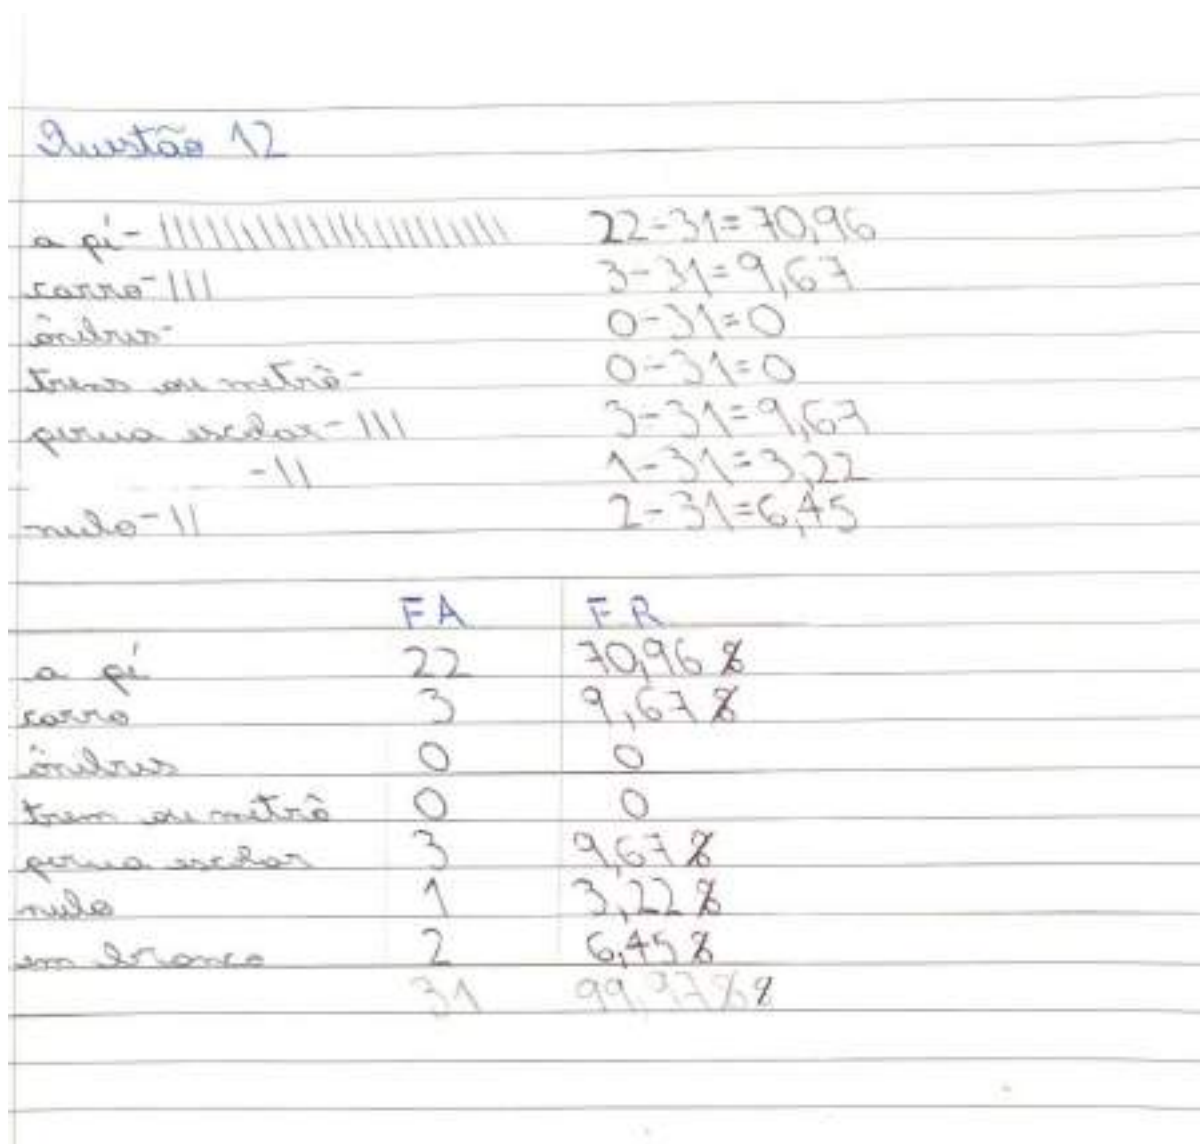 Questão 12
a pé- |||||||||||||||||||||| 22-31=70,96
carro-||| 3-31=9,67
ônibus- 0-31=0
trens ou metrô- 0-31=0
perua escolar-||| 3-31=9,67
-|| 1-31=3,22
nulo-|| 2-31=6,45
FA FR
a pé 22 70,96%
carro 3 9,67%
ônibus 0 0
trem ou metrô 0 0
perua escolar 3 9,67%
nulo 1 3,22%
em branco 2 6,45%
31